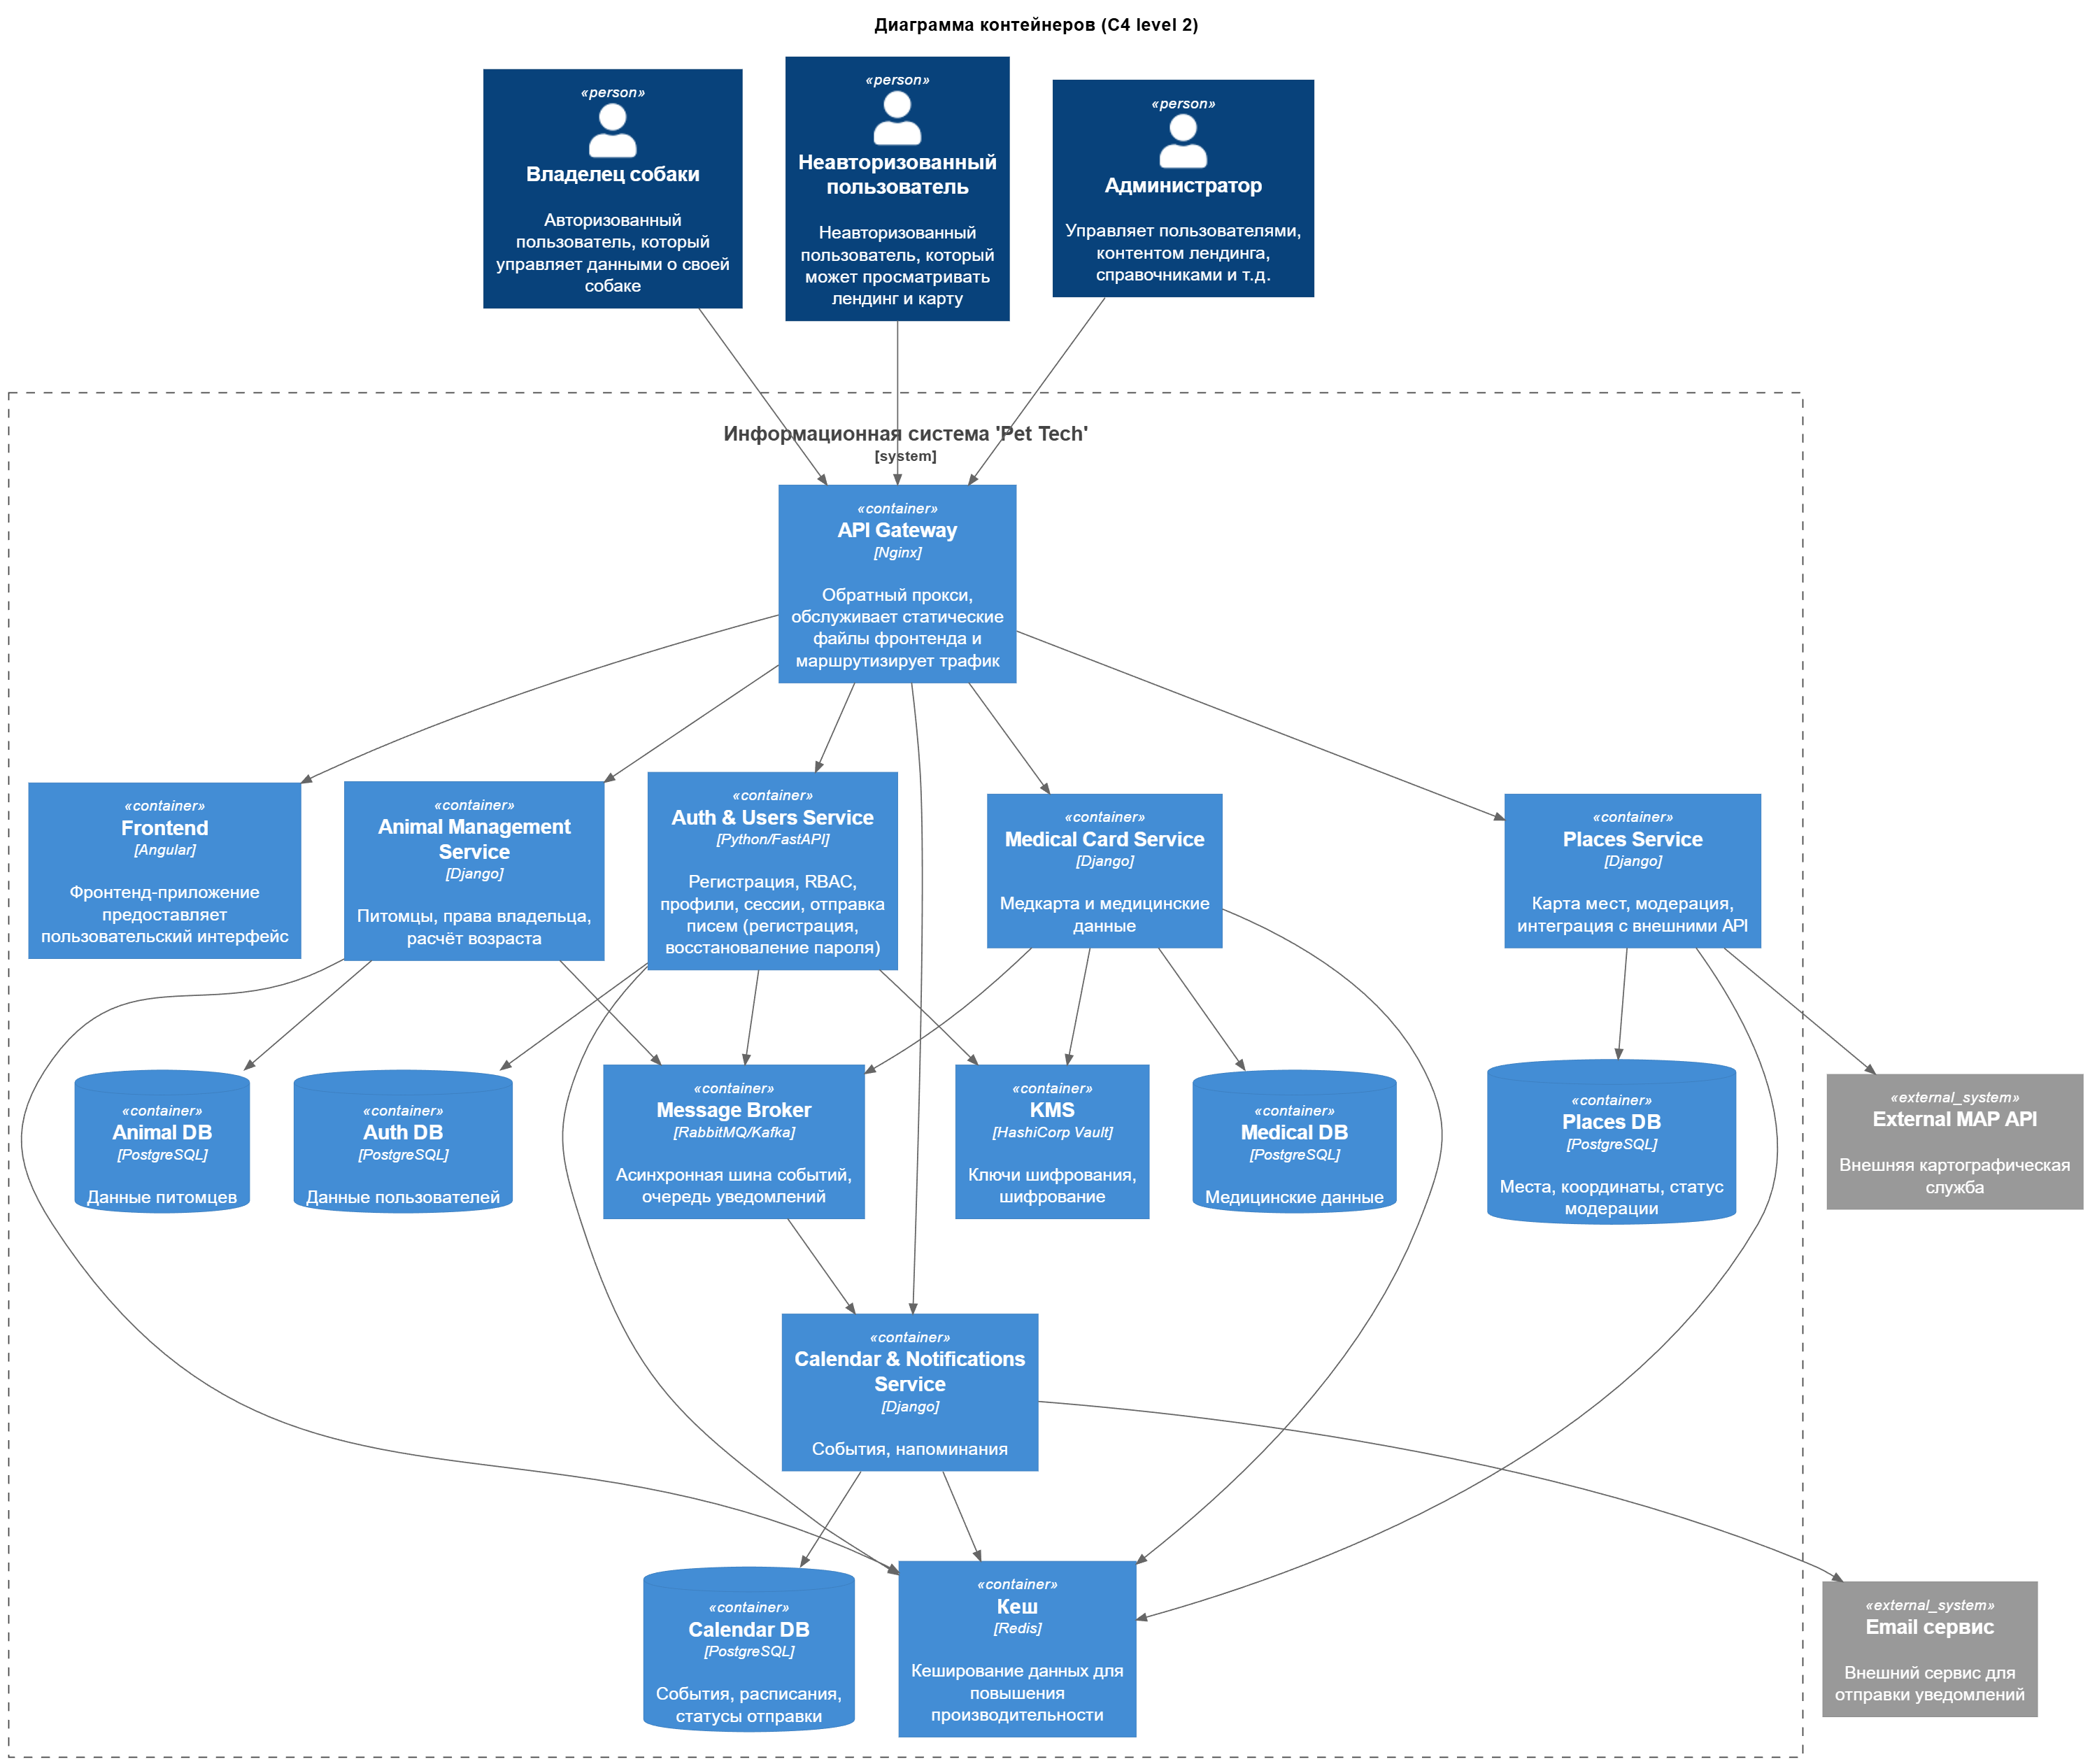 Диаграмма контейнеров (C4 level 2)
«person»
Владелец собаки
Авторизованный
пользователь, который
управляет данными о своей
собаке
«person»
Неавторизованный
пользователь
Неавторизованный
пользователь, который
может просматривать
лендинг и карту
«person»
Администратор
Управляет пользователями,
контентом лендинга,
справочниками и т.д.
Информационная система 'Pet Tech'
[system]
«container»
API Gateway
[Nginx]
Обратный прокси,
обслуживает статические
файлы фронтенда и
маршрутизирует трафик
«container»
Frontend
[Angular]
Фронтенд-приложение
предоставляет
пользовательский интерфейс
«container»
Animal Management
Service
[Django]
Питомцы, права владельца,
расчёт возраста
«container»
Auth & Users Service
[Python/FastAPI]
Регистрация, RBAC,
профили, сессии, отправка
писем (регистрация,
восстановаление пароля)
«container»
Medical Card Service
[Django]
Медкарта и медицинские
данные
«container»
Places Service
[Django]
Карта мест, модерация,
интеграция с внешними API
«container»
Animal DB
[PostgreSQL]
Данные питомцев
«container»
Auth DB
[PostgreSQL]
Данные пользователей
«container»
Message Broker
[RabbitMQ/Kafka]
Асинхронная шина событий,
очередь уведомлений
«container»
KMS
[HashiCorp Vault]
Ключи шифрования,
шифрование
«container»
Medical DB
[PostgreSQL]
Медицинские данные
«container»
Places DB
[PostgreSQL]
Места, координаты, статус
модерации
«external_system»
External MAP API
Внешняя картографическая
служба
«container»
Calendar & Notifications
Service
[Django]
События, напоминания
«container»
Calendar DB
[PostgreSQL]
События, расписания,
статусы отправки
«container»
Кеш
[Redis]
Кеширование данных для
повышения
производительности
«external_system»
Email сервис
Внешний сервис для
отправки уведомлений